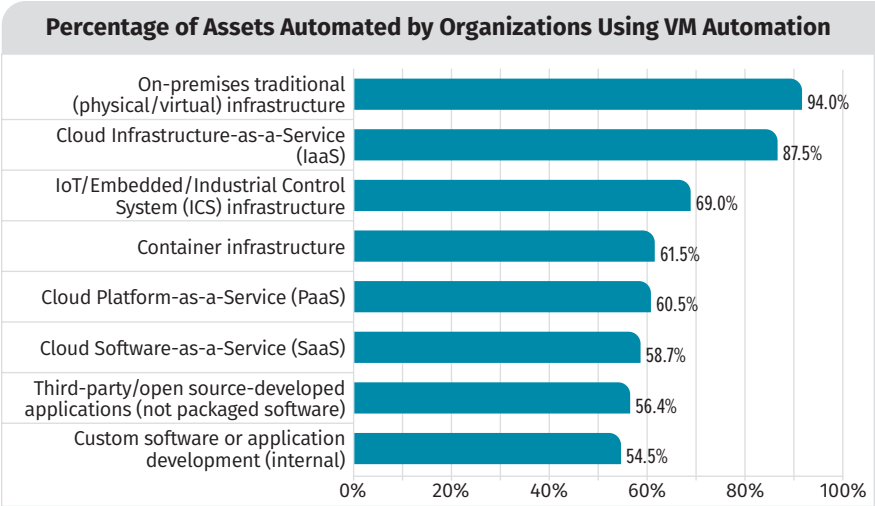 Percentage of Assets Automated by Organizations Using VM Automation
On-premises traditional
(physical/virtual) infrastructure
94.0%
Cloud Infrastructure-as-a-Service
(IaaS)
87.5%
IoT/Embedded/Industrial Control
System (ICS) infrastructure
69.0%
Container infrastructure
61.5%
Cloud Platform-as-a-Service (PaaS)
60.5%
Cloud Software-as-a-Service (SaaS)
58.7%
Third-party/open source-developed
applications (not packaged software)
56.4%
Custom software or application
development (internal)
54.5%
0% 20% 40% 60% 80% 100%